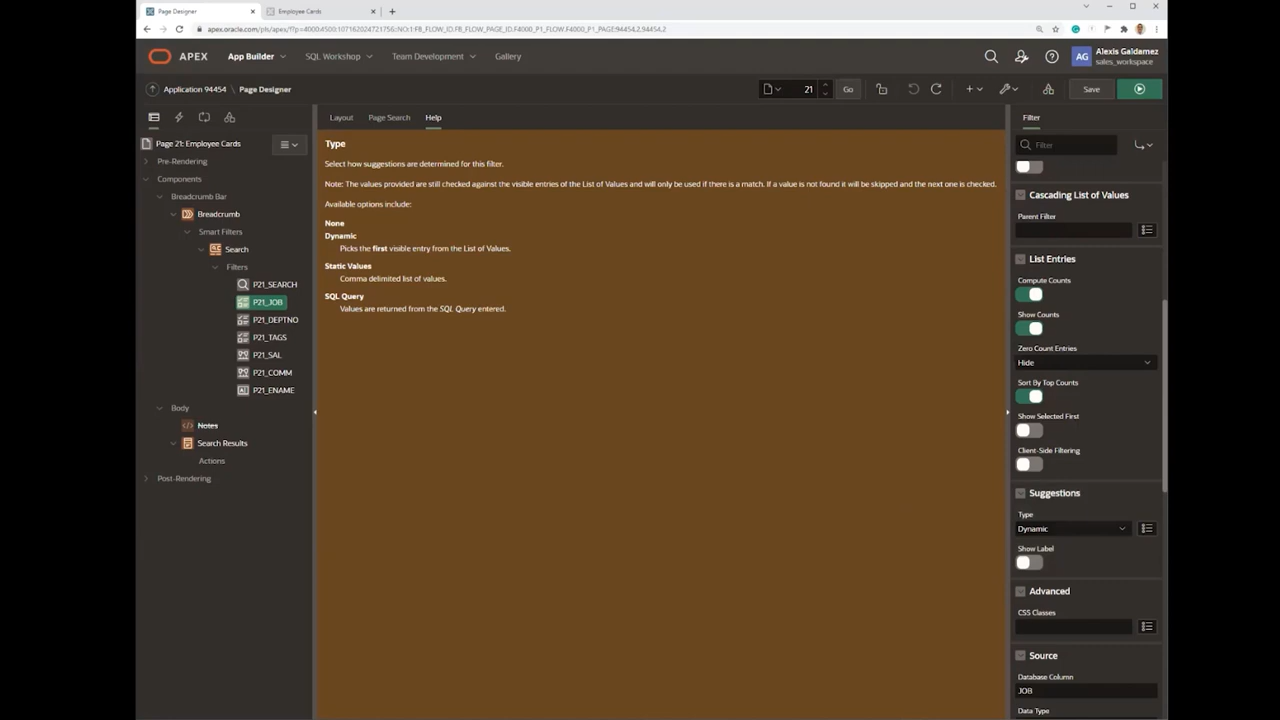 Page Designer
Employee Cards
apex.oracle.com/pls/apex/f?p=4000:4500:107162024721756::NO:1:FB_FLOW_ID,FB_FLOW_PAGE_ID,F4000_P1_FLOW,F4000_P1_PAGE:94454,2,94454,2
APEX
App Builder
SQL Workshop
Team Development
Gallery
AG
Alexis Galdamez
sales_workspace
Application 94454 \ Page Designer
21
Go
Save
Page 21: Employee Cards
Pre-Rendering
Components
Breadcrumb Bar
Breadcrumb
Smart Filters
Search
Filters
P21_SEARCH
P21_JOB
P21_DEPTNO
P21_TAGS
P21_SAL
P21_COMM
P21_ENAME
Body
Notes
Search Results
Actions
Post-Rendering
Layout
Page Search
Help
Type
Select how suggestions are determined for this filter.
Note: The values provided are still checked against the visible entries of the List of Values and will only be used if there is a match. If a value is not found it will be skipped and the next one is checked.
Available options include:
None
Dynamic
Picks the first visible entry from the List of Values.
Static Values
Comma delimited list of values.
SQL Query
Values are returned from the SQL Query entered.
Filter
Filter
Cascading List of Values
Parent Filter
List Entries
Compute Counts
Show Counts
Zero Count Entries
Hide
Sort By Top Counts
Show Selected First
Client-Side Filtering
Suggestions
Type
Dynamic
Show Label
Advanced
CSS Classes
Source
Database Column
JOB
Data Type